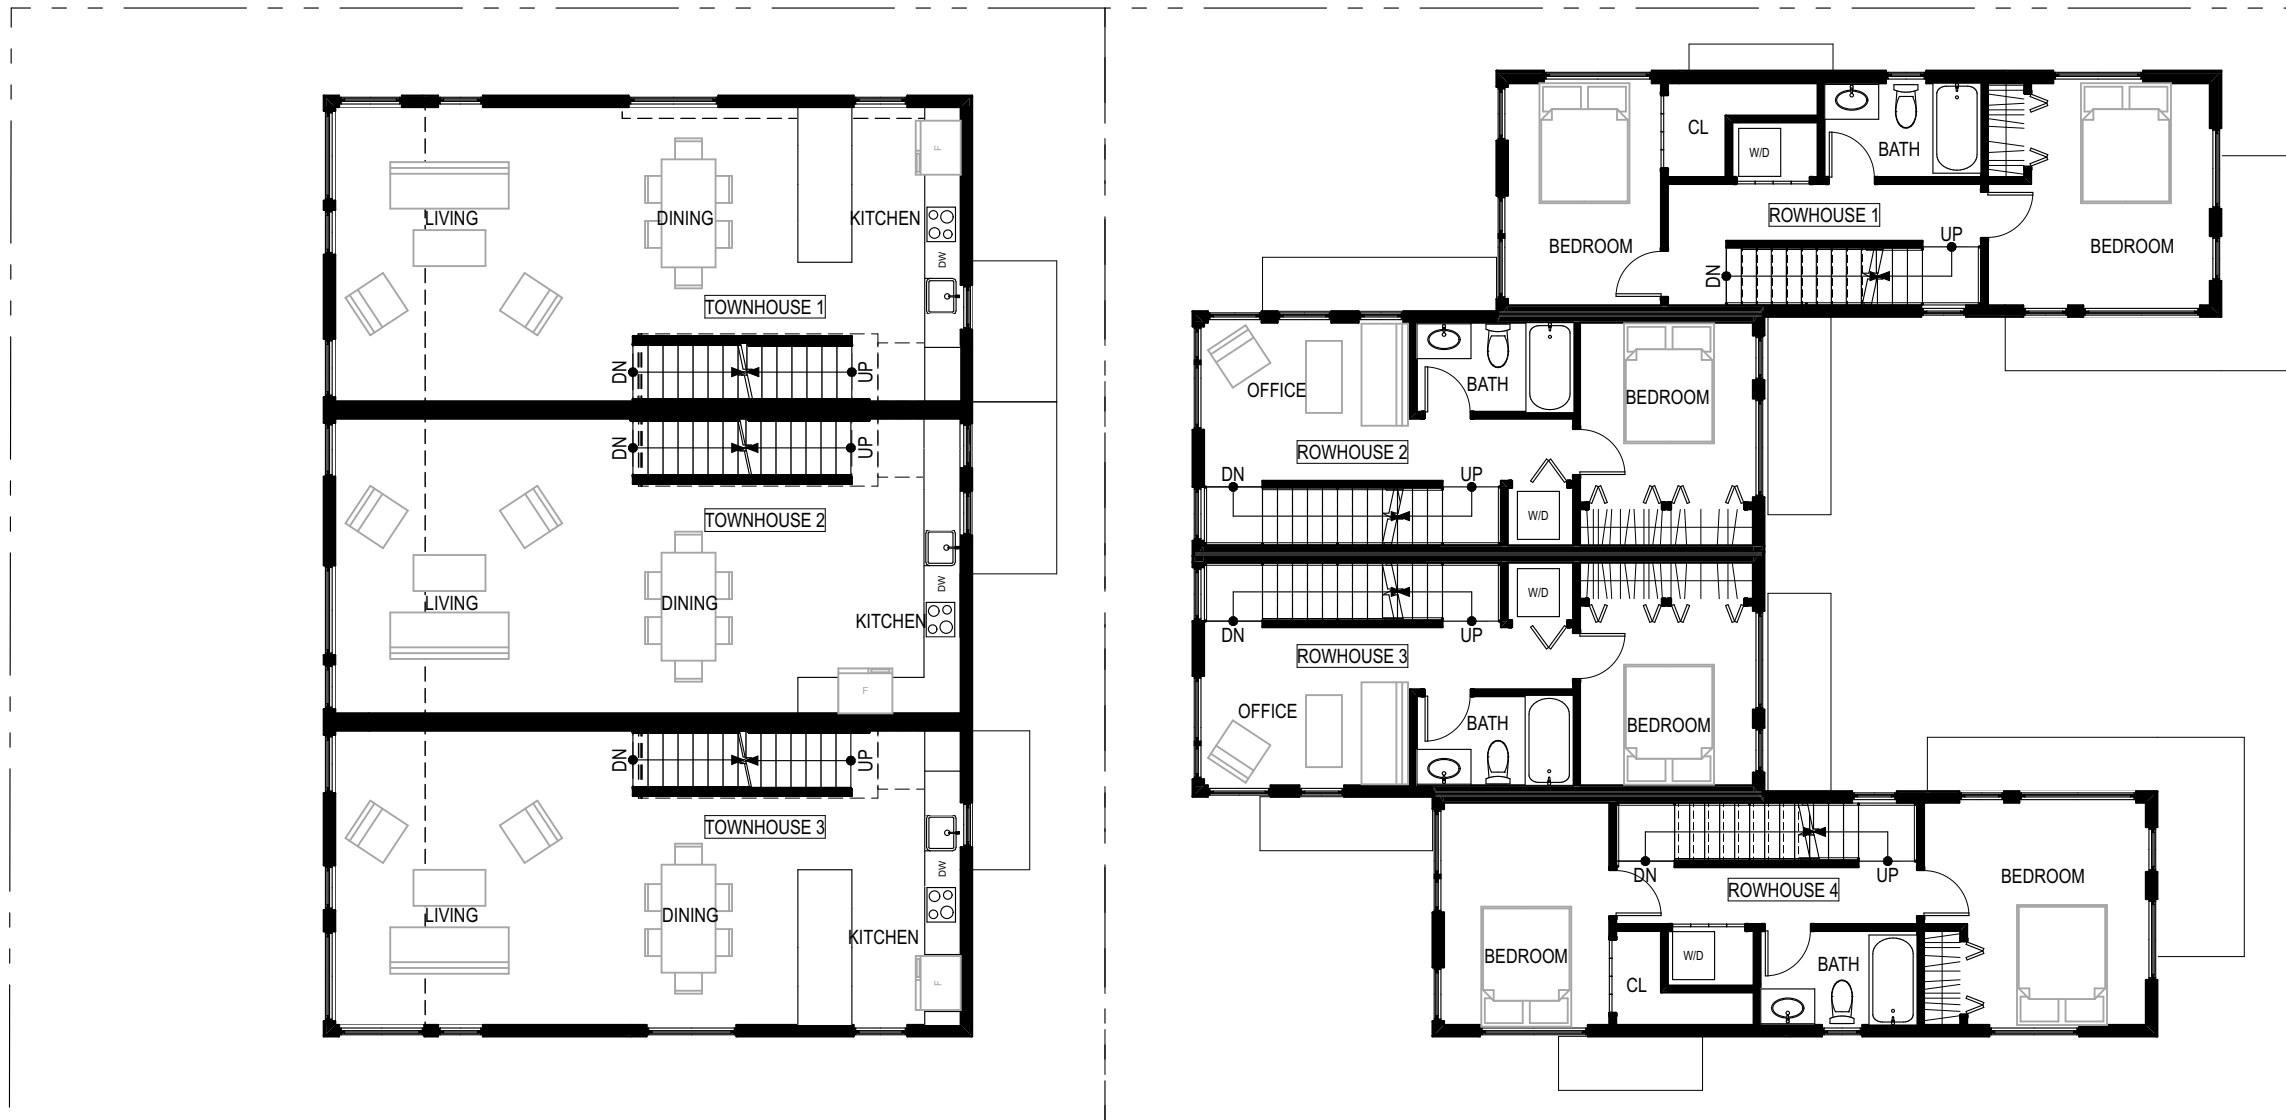 F
LIVING
DINING
KITCHEN
DW
TOWNHOUSE 1
DN
UP
DN
UP
TOWNHOUSE 2
DW
LIVING
DINING
KITCHEN
F
DN
UP
TOWNHOUSE 3
DW
LIVING
DINING
KITCHEN
F
CL
W/D
BATH
ROWHOUSE 1
UP
BEDROOM
BEDROOM
DN
OFFICE
BATH
BEDROOM
ROWHOUSE 2
DN
UP
W/D
W/D
DN
UP
ROWHOUSE 3
OFFICE
BATH
BEDROOM
DN
ROWHOUSE 4
UP
BEDROOM
BEDROOM
W/D
BATH
CL